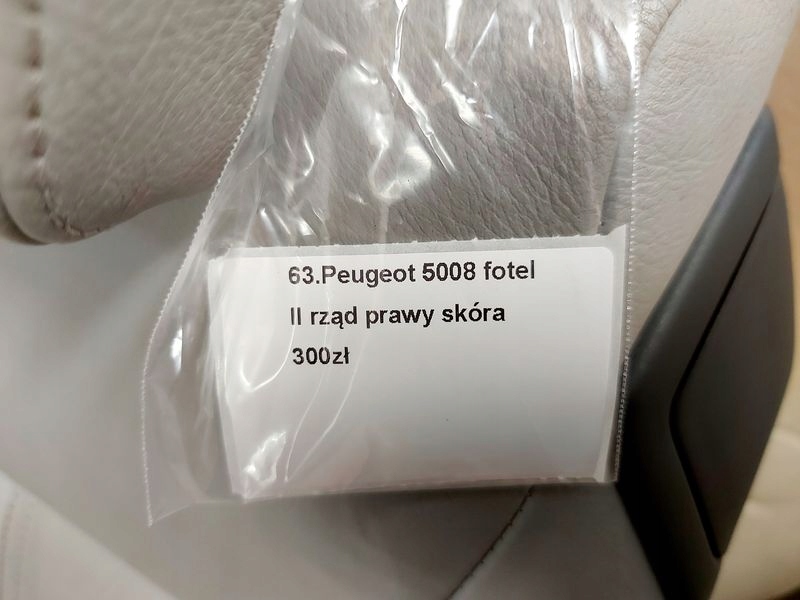 63.Peugeot 5008 fotel
II rząd prawy skóra
300zł